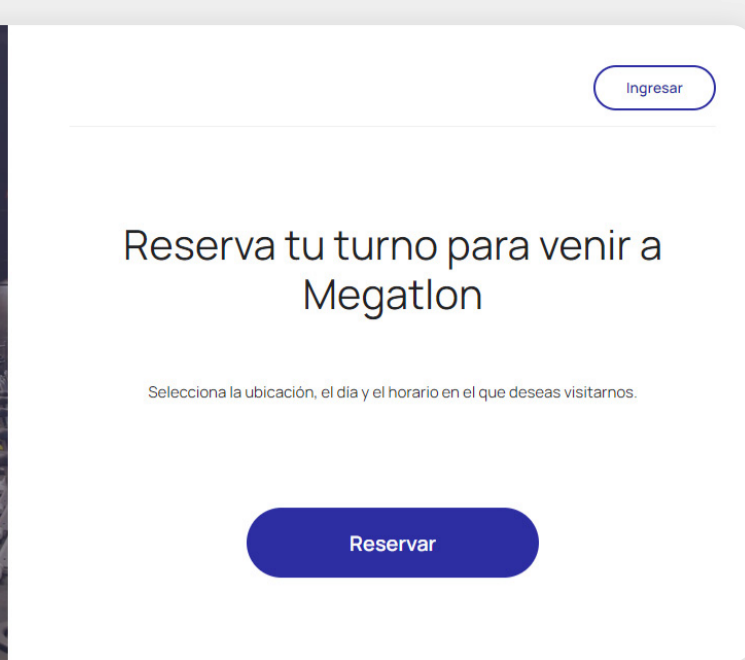 Ingresar
Reserva tu turno para venir a
Megatlon
Selecciona la ubicación, el día y el horario en el que deseas visitarnos.
Reservar